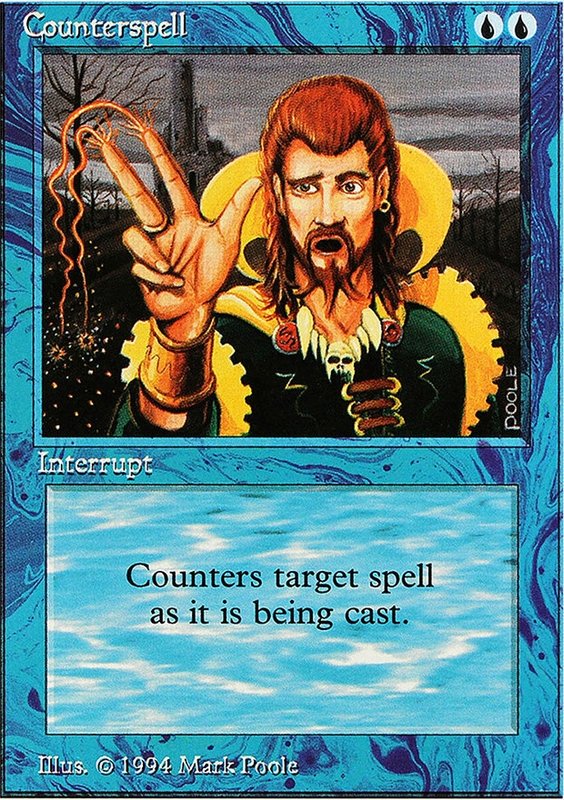 Counterspell
POOLE
Interrupt
Counters target spell
as it is being cast.
Illus. © 1994 Mark Poole